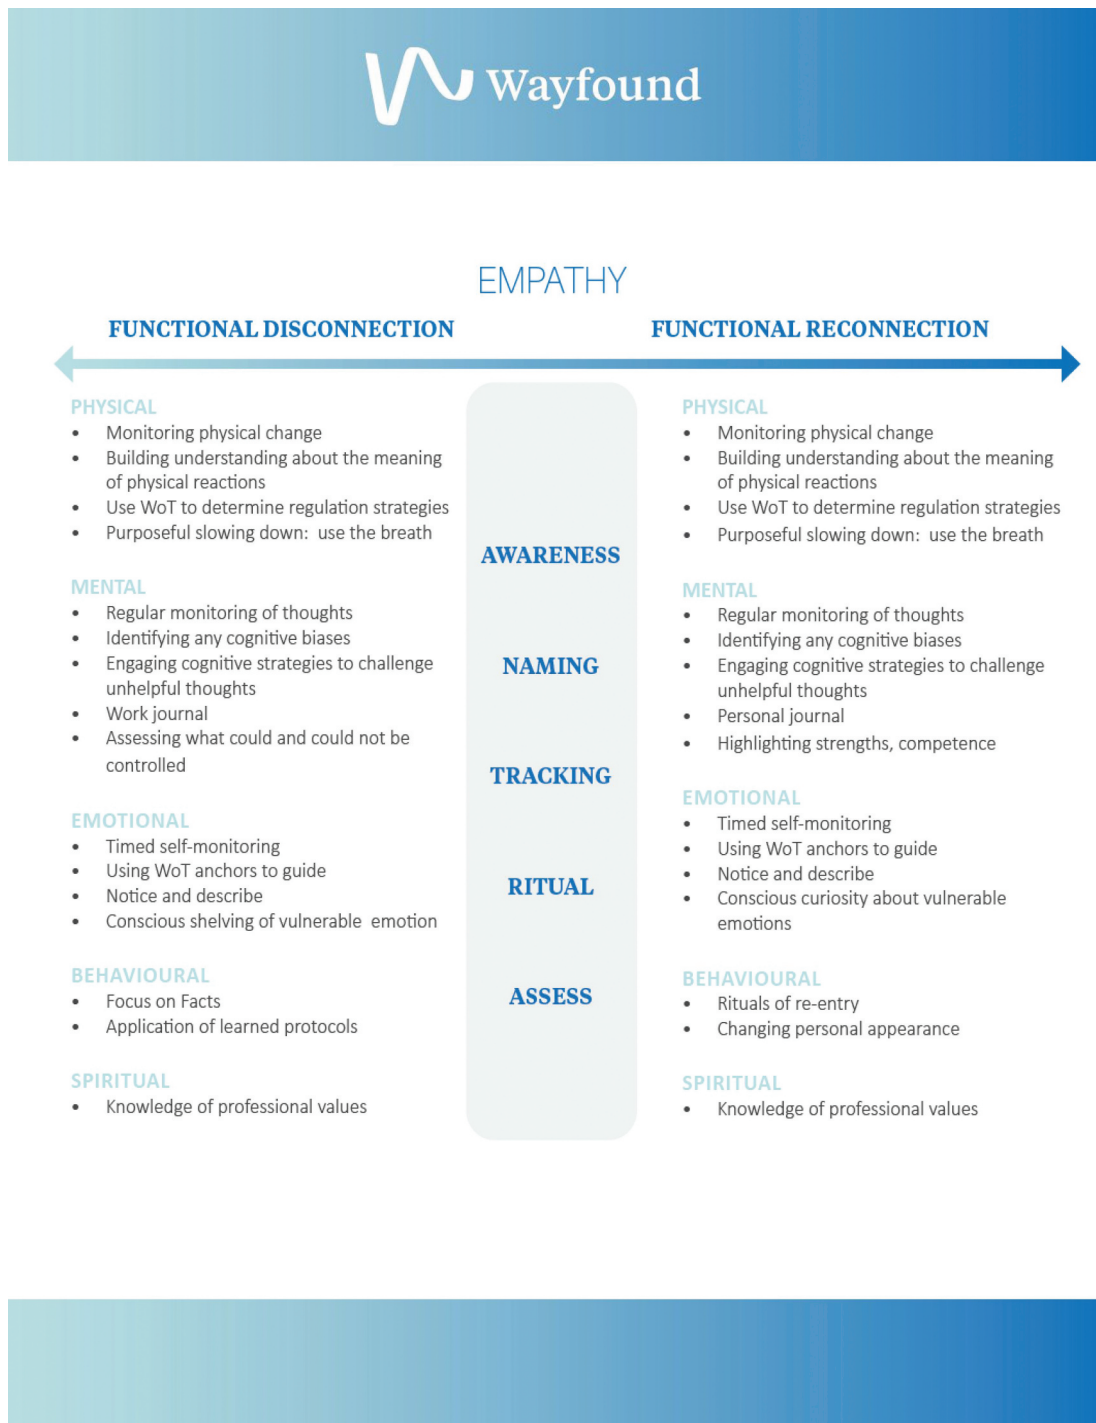 Wayfound
EMPATHY
FUNCTIONAL DISCONNECTION
FUNCTIONAL RECONNECTION
PHYSICAL
• Monitoring physical change
• Building understanding about the meaning
of physical reactions
• Use WoT to determine regulation strategies
• Purposeful slowing down:  use the breath
MENTAL
• Regular monitoring of thoughts
• Identifying any cognitive biases
• Engaging cognitive strategies to challenge
unhelpful thoughts
• Work journal
• Assessing what could and could not be
controlled
EMOTIONAL
• Timed self-monitoring
• Using WoT anchors to guide
• Notice and describe
• Conscious shelving of vulnerable  emotion
BEHAVIOURAL
• Focus on Facts
• Application of learned protocols
SPIRITUAL
• Knowledge of professional values
AWARENESS
NAMING
TRACKING
RITUAL
ASSESS
PHYSICAL
• Monitoring physical change
• Building understanding about the meaning
of physical reactions
• Use WoT to determine regulation strategies
• Purposeful slowing down:  use the breath
MENTAL
• Regular monitoring of thoughts
• Identifying any cognitive biases
• Engaging cognitive strategies to challenge
unhelpful thoughts
• Personal journal
• Highlighting strengths, competence
EMOTIONAL
• Timed self-monitoring
• Using WoT anchors to guide
• Notice and describe
• Conscious curiosity about vulnerable
emotions
BEHAVIOURAL
• Rituals of re-entry
• Changing personal appearance
SPIRITUAL
• Knowledge of professional values